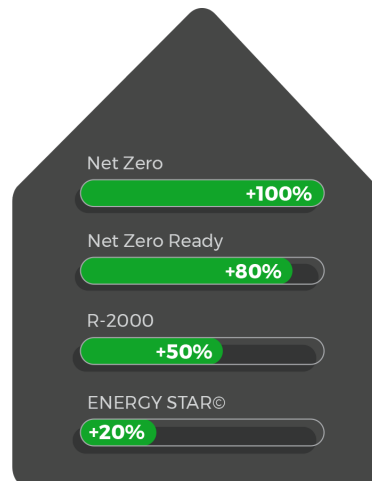 Net Zero
+100%
Net Zero Ready
+80%
R-2000
+50%
ENERGY STAR©
+20%